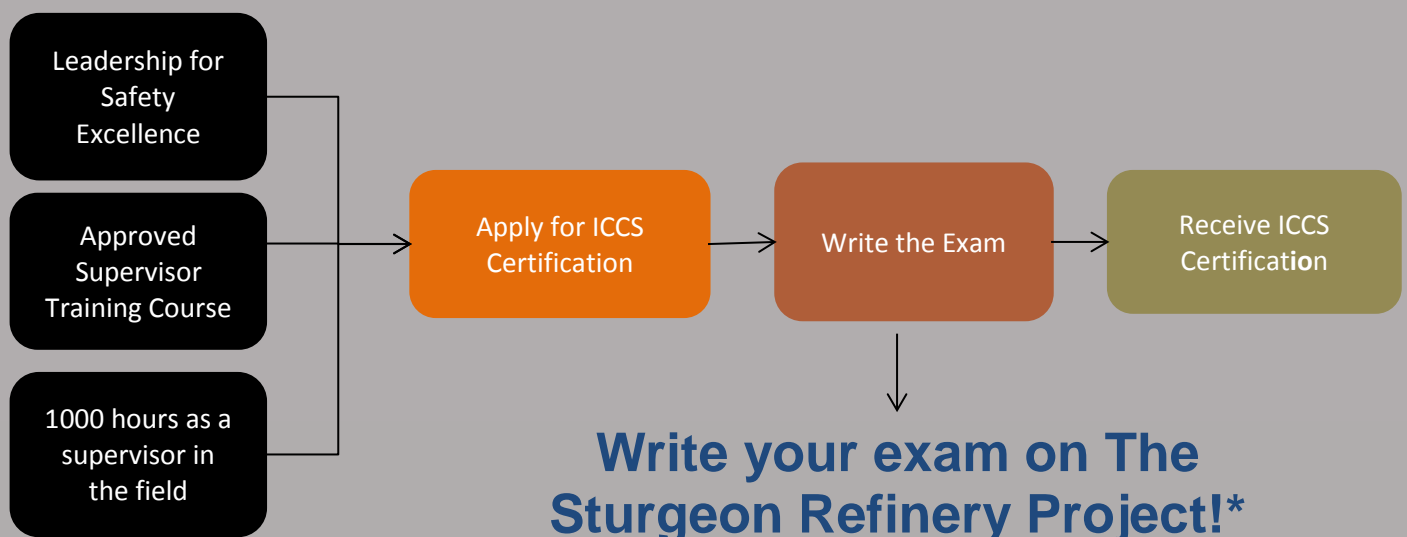 Leadership for
Safety
Excellence
Approved
Supervisor
Training Course
1000 hours as a
supervisor in
the field
Apply for ICCS
Certification
Write the Exam
Receive ICCS
Certification
Write your exam on The
Sturgeon Refinery Project!*